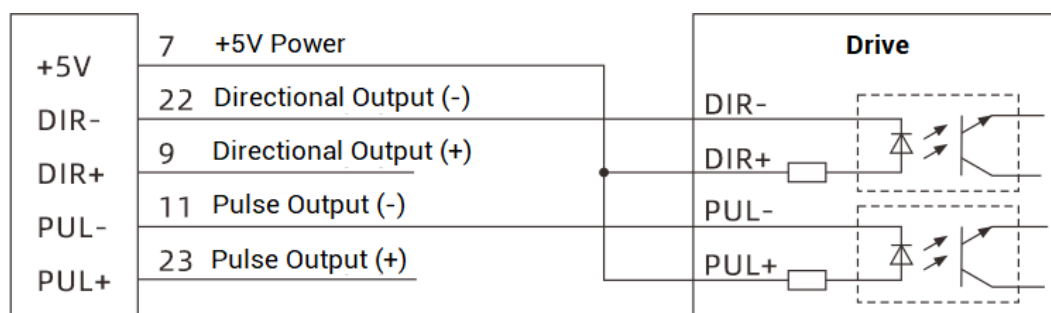 7 +5V Power
Drive
+5V
22 Directional Output (-)
DIR-
DIR-
9 Directional Output (+)
DIR+
DIR+
11 Pulse Output (-)
PUL-
PUL-
23 Pulse Output (+)
PUL+
PUL+